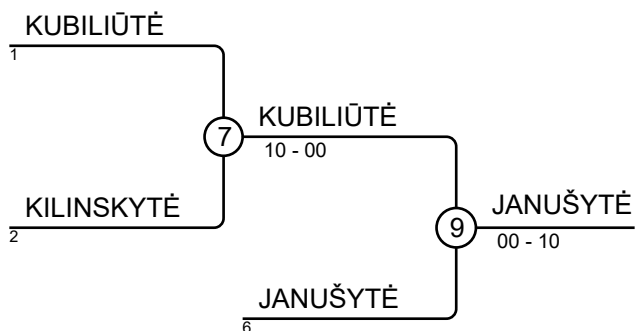 KUBILIŪTĖ
1
7
KUBILIŪTĖ
10 - 00
KILINSKYTĖ
2
9
JANUŠYTĖ
00 - 10
JANUŠYTĖ
6